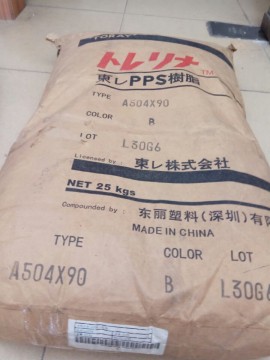 TORAY
トレリナ™
東レPPS樹脂
TYPE A504X90
COLOR B
LOT L30G6
Licensed by: 東レ株式会社
NET 25 kgs
Compounded by: 东丽塑料(深圳)有
MADE IN CHINA
TYPE COLOR LOT
A504X90 B L30G6